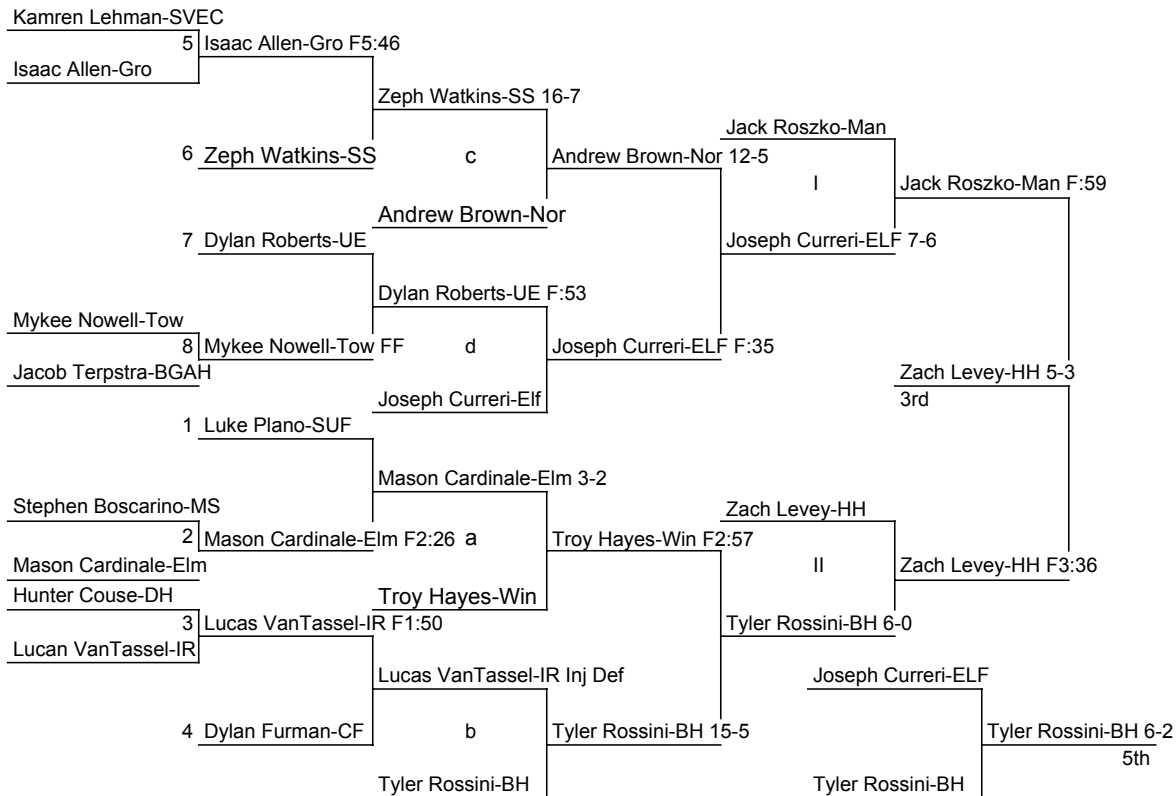 Kamren Lehman-SVEC
5 Isaac Allen-Gro F5:46
Isaac Allen-Gro
Zeph Watkins-SS 16-7
Jack Roszko-Man
6 Zeph Watkins-SS c Andrew Brown-Nor 12-5
I Jack Roszko-Man F:59
Andrew Brown-Nor
7 Dylan Roberts-UE Joseph Curreri-ELF 7-6
Dylan Roberts-UE F:53
Mykee Nowell-Tow
8 Mykee Nowell-Tow FF d Joseph Curreri-ELF F:35
Jacob Terpstra-BGAH Zach Levey-HH 5-3
Joseph Curreri-Elf 3rd
1 Luke Plano-SUF
Mason Cardinale-Elm 3-2
Stephen Boscarino-MS Zach Levey-HH
2 Mason Cardinale-Elm F2:26 a Troy Hayes-Win F2:57
Mason Cardinale-Elm II Zach Levey-HH F3:36
Hunter Couse-DH Troy Hayes-Win
3 Lucas VanTassel-IR F1:50 Tyler Rossini-BH 6-0
Lucan VanTassel-IR
Lucas VanTassel-IR Inj Def Joseph Curreri-ELF
4 Dylan Furman-CF b Tyler Rossini-BH 15-5 Tyler Rossini-BH 6-2
5th
Tyler Rossini-BH Tyler Rossini-BH